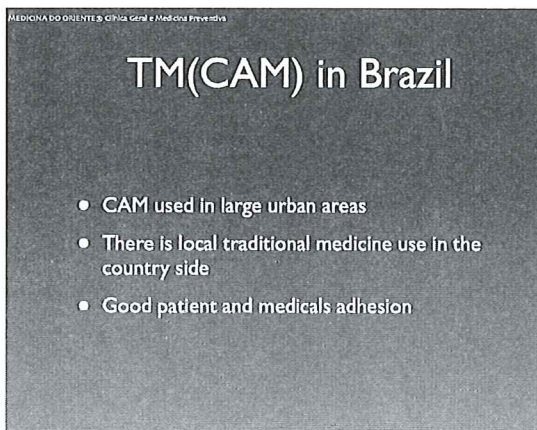 MEDICINA DO ORIENTE® Clínica Geral e Medicina Preventiva
TM(CAM) in Brazil
• CAM used in large urban areas
• There is local traditional medicine use in the
country side
• Good patient and medicals adhesion